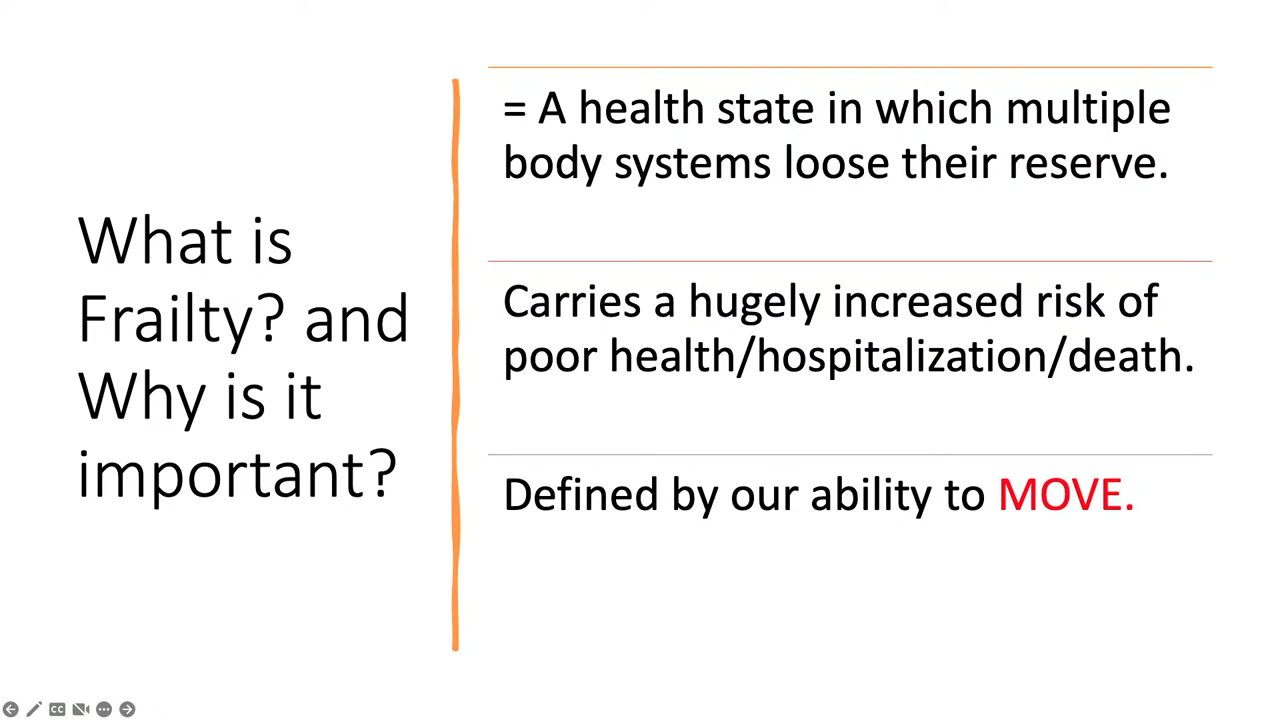 What is
Frailty? and
Why is it
important?
= A health state in which multiple
body systems loose their reserve.
Carries a hugely increased risk of
poor health/hospitalization/death.
Defined by our ability to MOVE.
CC